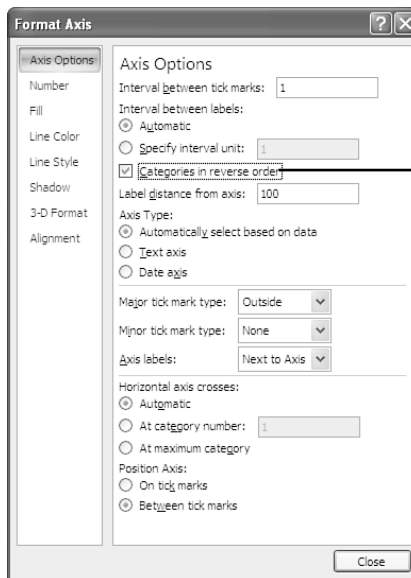 Format Axis
Axis Options
Number
Fill
Line Color
Line Style
Shadow
3-D Format
Alignment
Axis Options
Interval between tick marks: 1
Interval between labels:
Automatic
Specify interval unit: 1
Categories in reverse order
Label distance from axis: 100
Axis Type:
Automatically select based on data
Text axis
Date axis
Major tick mark type: Outside
Minor tick mark type: None
Axis labels: Next to Axis
Horizontal axis crosses:
Automatic
At category number: 1
At maximum category
Position Axis:
On tick marks
Between tick marks
Close